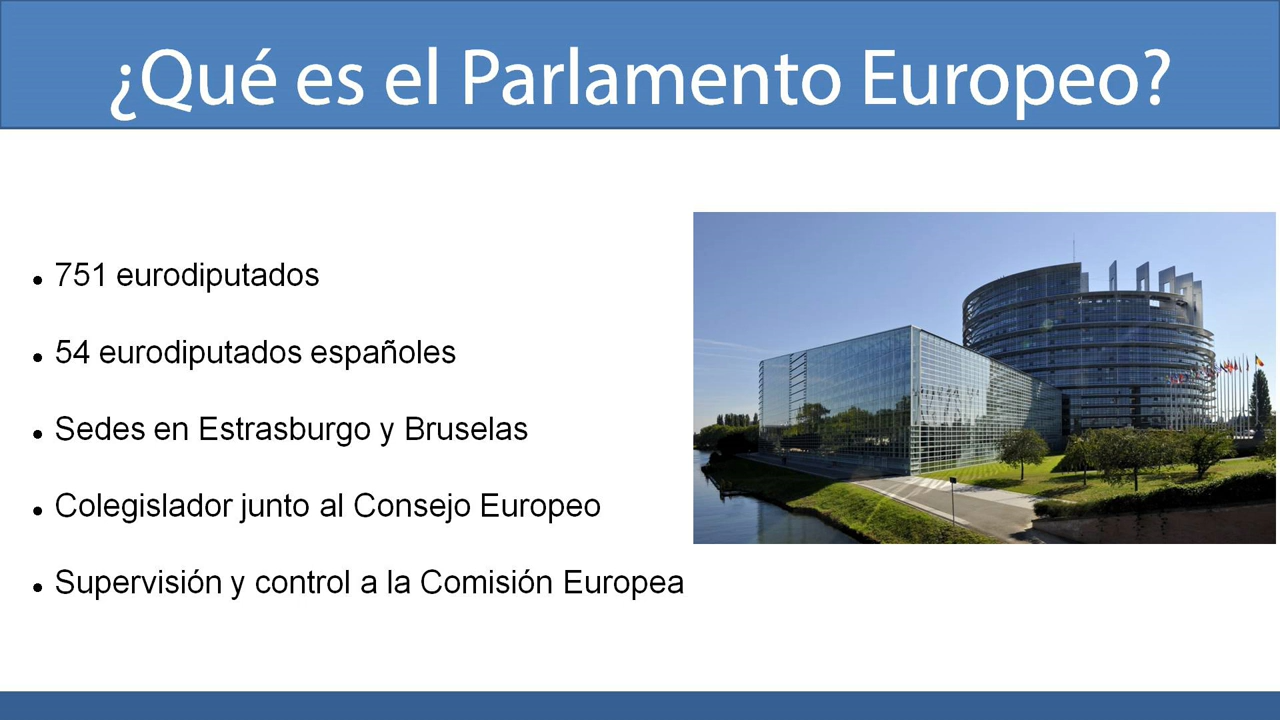 ¿Qué es el Parlamento Europeo?
751 eurodiputados
54 eurodiputados españoles
Sedes en Estrasburgo y Bruselas
Colegislador junto al Consejo Europeo
Supervisión y control a la Comisión Europea